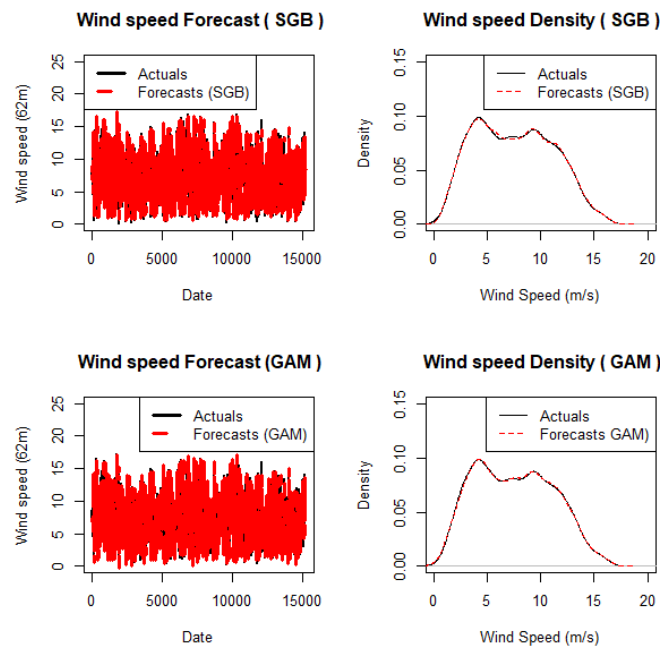 Wind speed Forecast ( SGB )
Wind speed (62m)
25
20
15
10
5
0
Actuals
Forecasts (SGB)
0 5000 10000 15000
Date
Wind speed Density ( SGB )
Density
0.15
0.10
0.05
0.00
Actuals
Forecasts (SGB)
0 5 10 15 20
Wind Speed (m/s)
Wind speed Forecast (GAM )
Wind speed (62m)
25
20
15
10
5
0
Actuals
Forecasts (GAM)
0 5000 10000 15000
Date
Wind speed Density ( GAM )
Density
0.15
0.10
0.05
0.00
Actuals
Forecasts GAM)
0 5 10 15 20
Wind Speed (m/s)